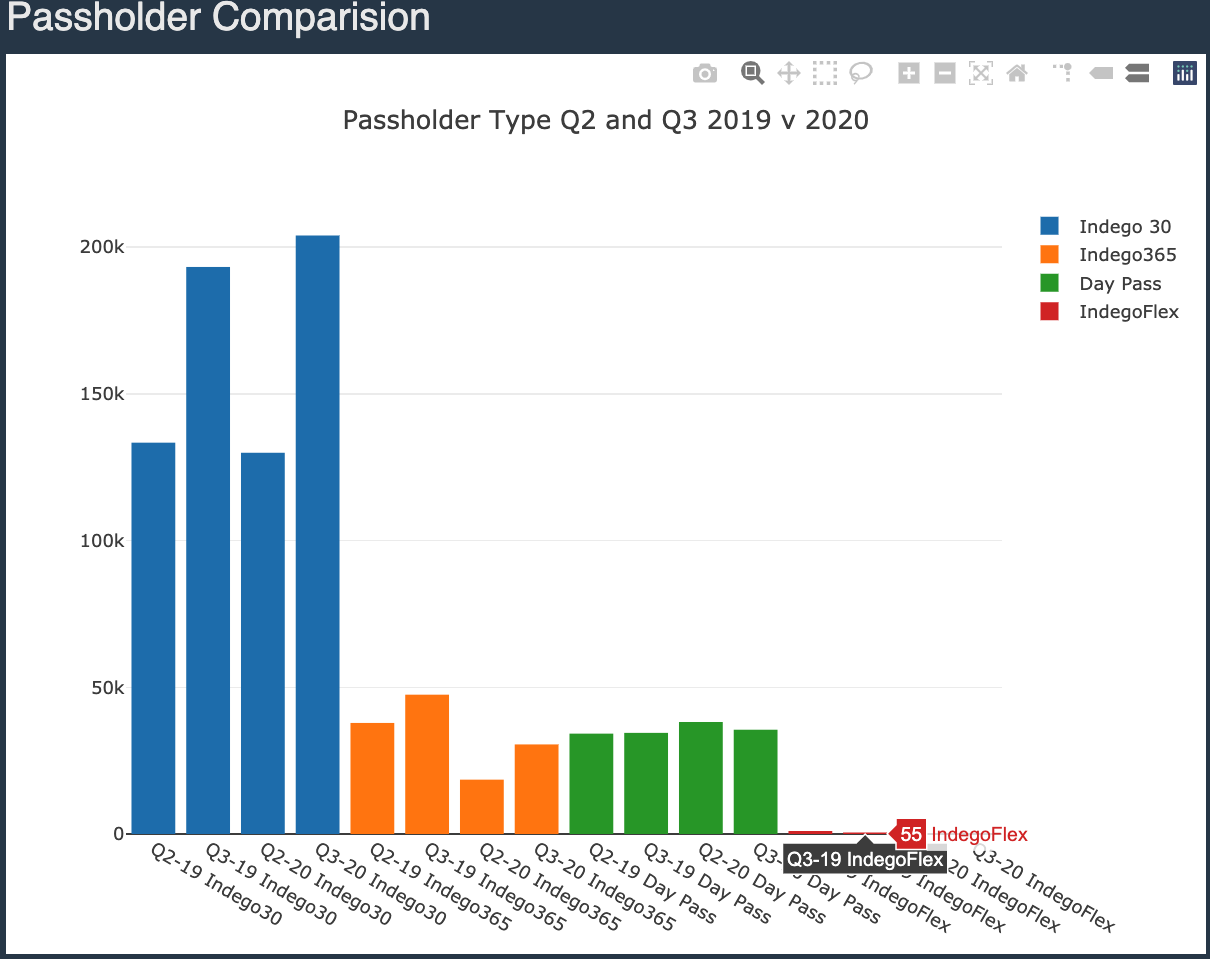 Passholder Comparision
Passholder Type Q2 and Q3 2019 v 2020
Indego 30
Indego365
Day Pass
IndegoFlex
200k
150k
100k
50k
0
55 IndegoFlex
Q3-19 IndegoFlex
Q2-19 Indego30
Q3-19 Indego30
Q2-20 Indego30
Q3-20 Indego30
Q2-19 Indego365
Q3-19 Indego365
Q2-20 Indego365
Q3-20 Indego365
Q2-19 Day Pass
Q3-19 Day Pass
Q2-20 Day Pass
Q3 Day Pass
IndegoFlex
IndegoFlex
20 IndegoFlex
Q3-20 IndegoFlex